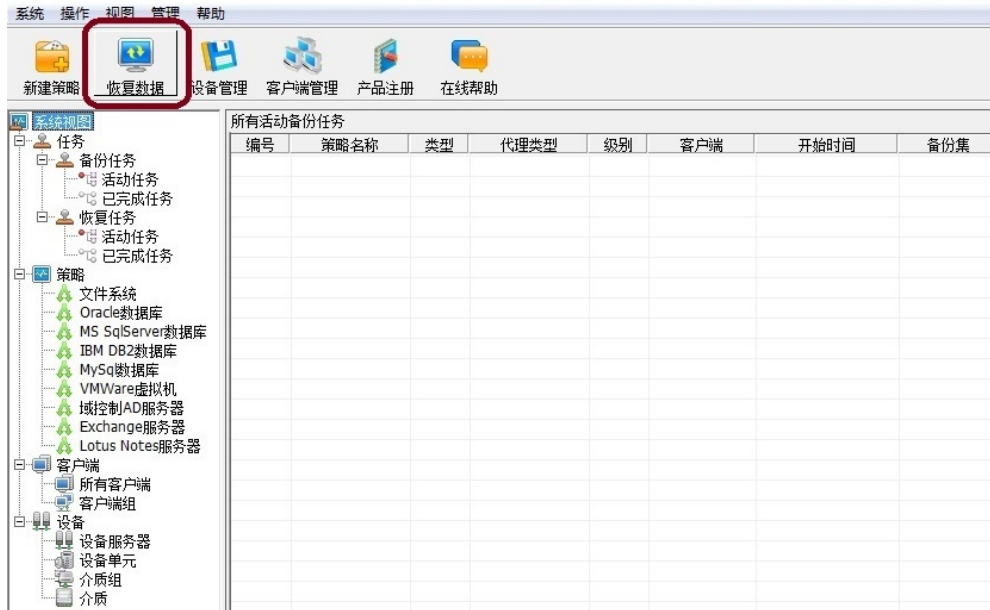 系统 操作 视图 管理 帮助
新建策略 恢复数据 设备管理 客户端管理 产品注册 在线帮助
系统视图
任务
备份任务
活动任务
已完成任务
恢复任务
活动任务
已完成任务
策略
文件系统
Oracle数据库
MS SqlServer数据库
IBM DB2数据库
MySql数据库
VMWare虚拟机
域控制AD服务器
Exchange服务器
Lotus Notes服务器
客户端
所有客户端
客户端组
设备
设备服务器
设备单元
介质组
介质
所有活动备份任务
编号 策略名称 类型 代理类型 级别 客户端 开始时间 备份集